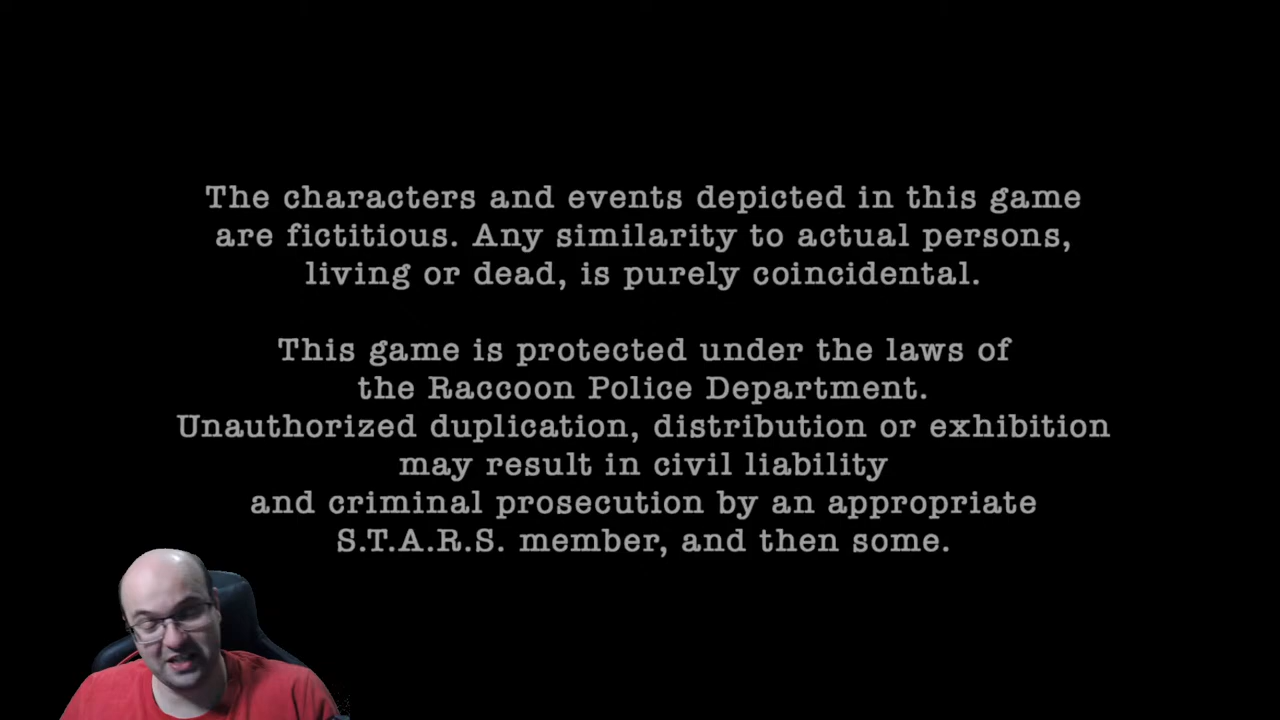 The characters and events depicted in this game
are fictitious. Any similarity to actual persons,
living or dead, is purely coincidental.
This game is protected under the laws of
the Raccoon Police Department.
Unauthorized duplication, distribution or exhibition
may result in civil liability
and criminal prosecution by an appropriate
S.T.A.R.S. member, and then some.